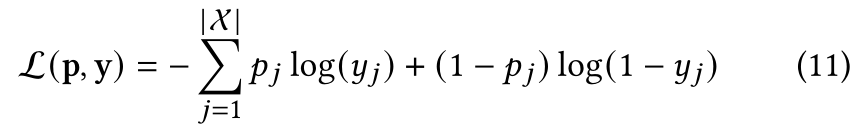 ℒ(𝐩, 𝐲) = − ∑_{j=1}^{|𝒳|} p_j log(y_j) + (1 − p_j) log(1 − y_j) (11)